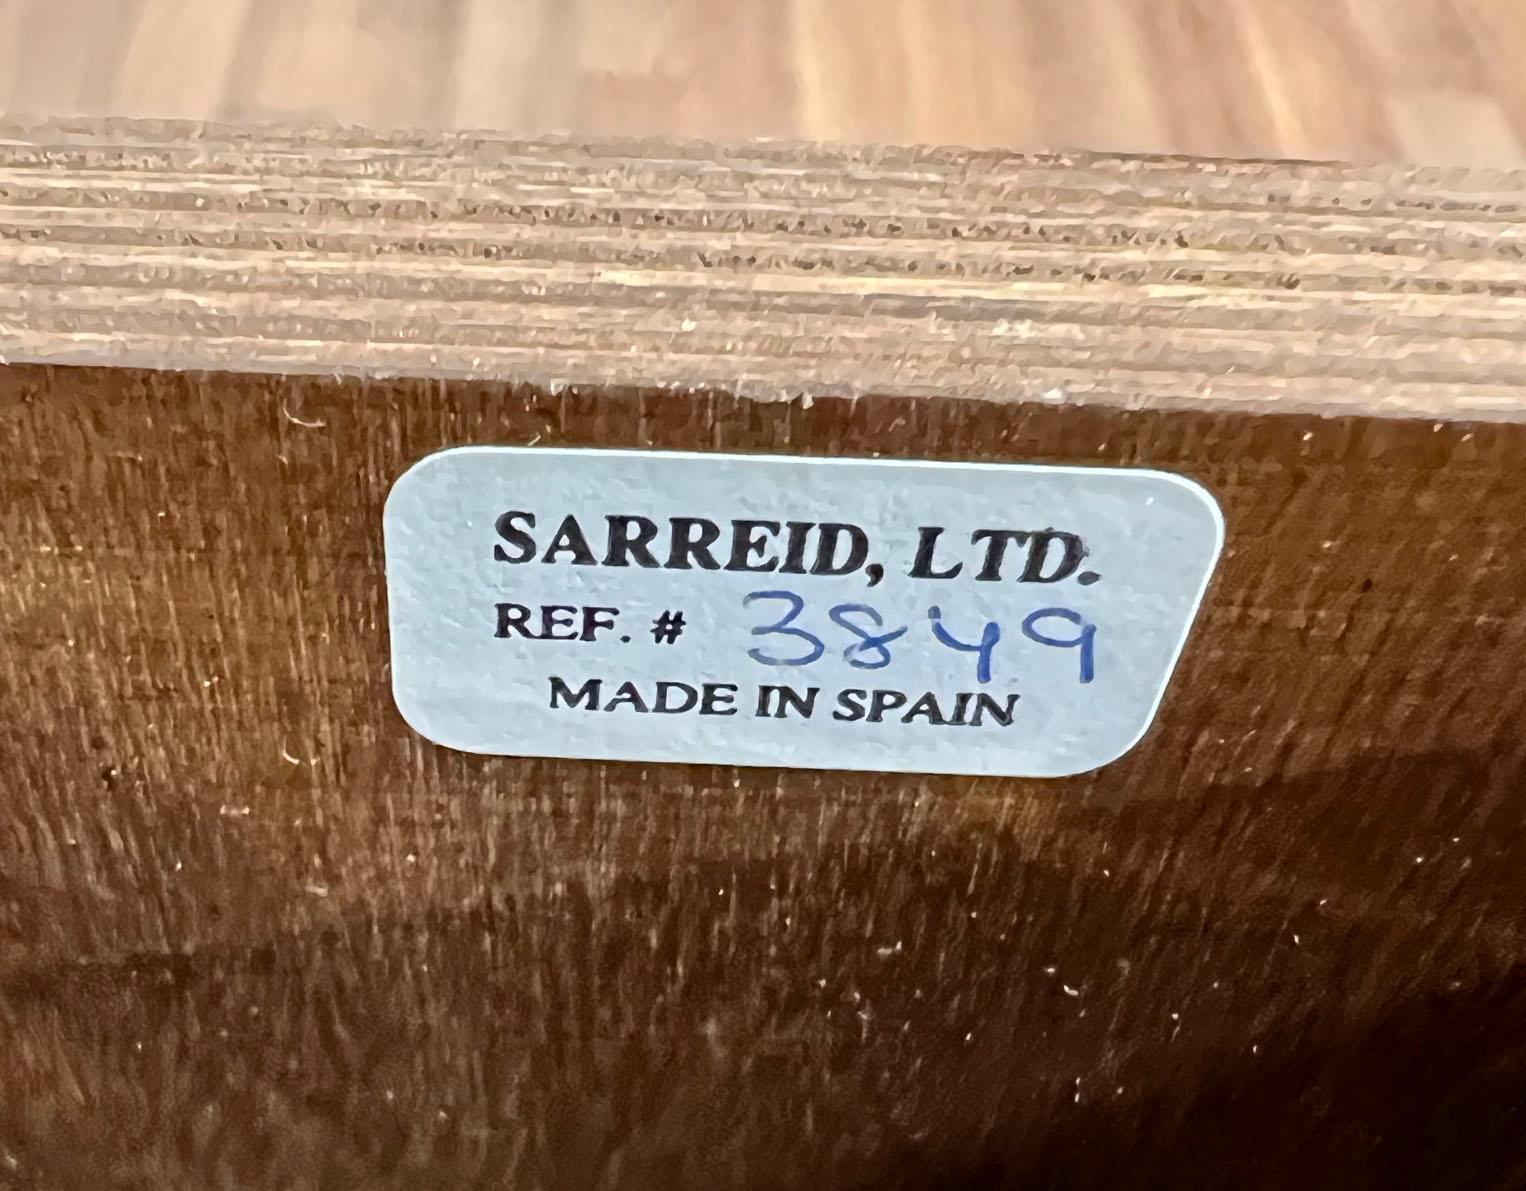 SARREID, LTD.
REF. # 3849
MADE IN SPAIN